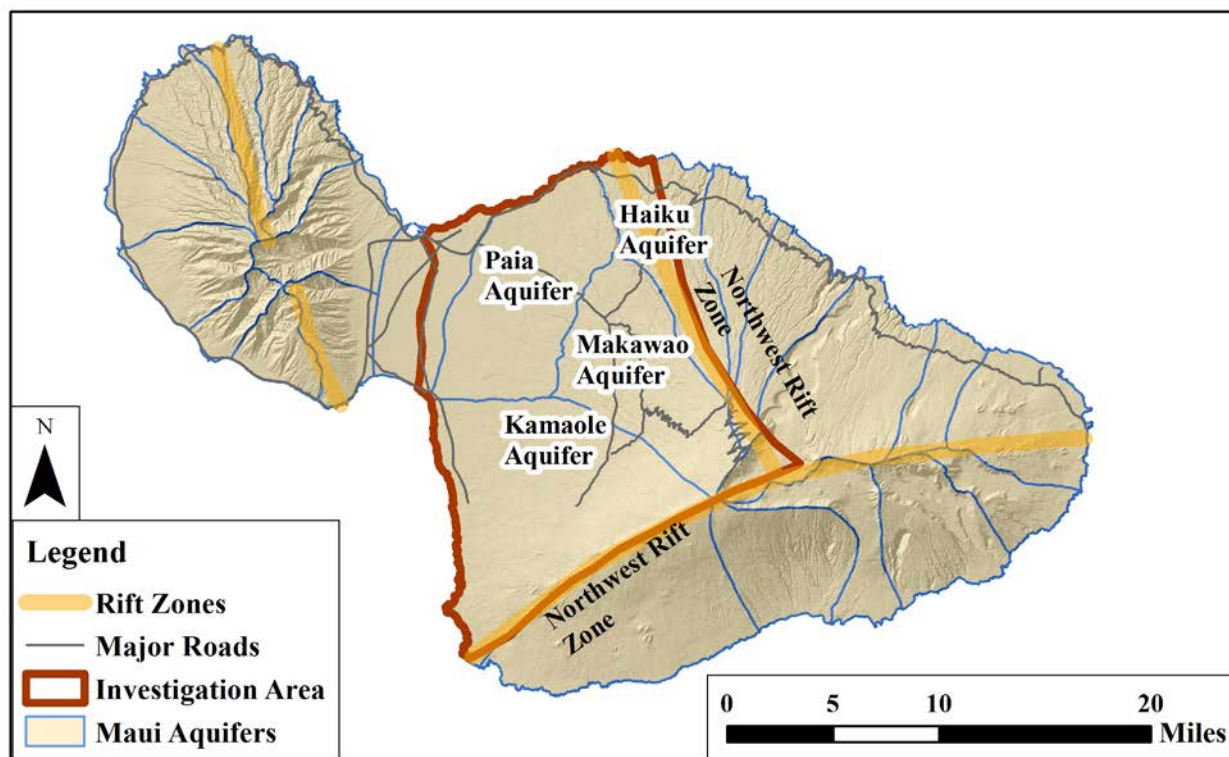 Haiku
Aquifer
Paia
Aquifer
Northwest Rift
Zone
Makawao
Aquifer
Kamaole
Aquifer
Northwest Rift
Zone
N
Legend
Rift Zones
Major Roads
Investigation Area
Maui Aquifers
0 5 10 20
Miles